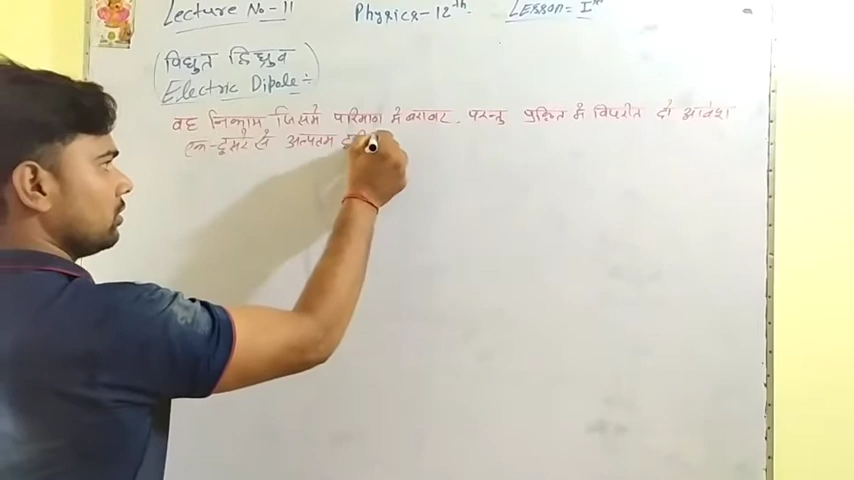 Lecture No-11 Physics-12th Lesson=Ist
(विधुत द्विध्रुव
Electric Dipole÷)
वह निकाय जिसमें परिमाण में बराबर, परन्तु प्रकृति में विपरीत दो आवेश
एक-दूसरे से अल्पतम